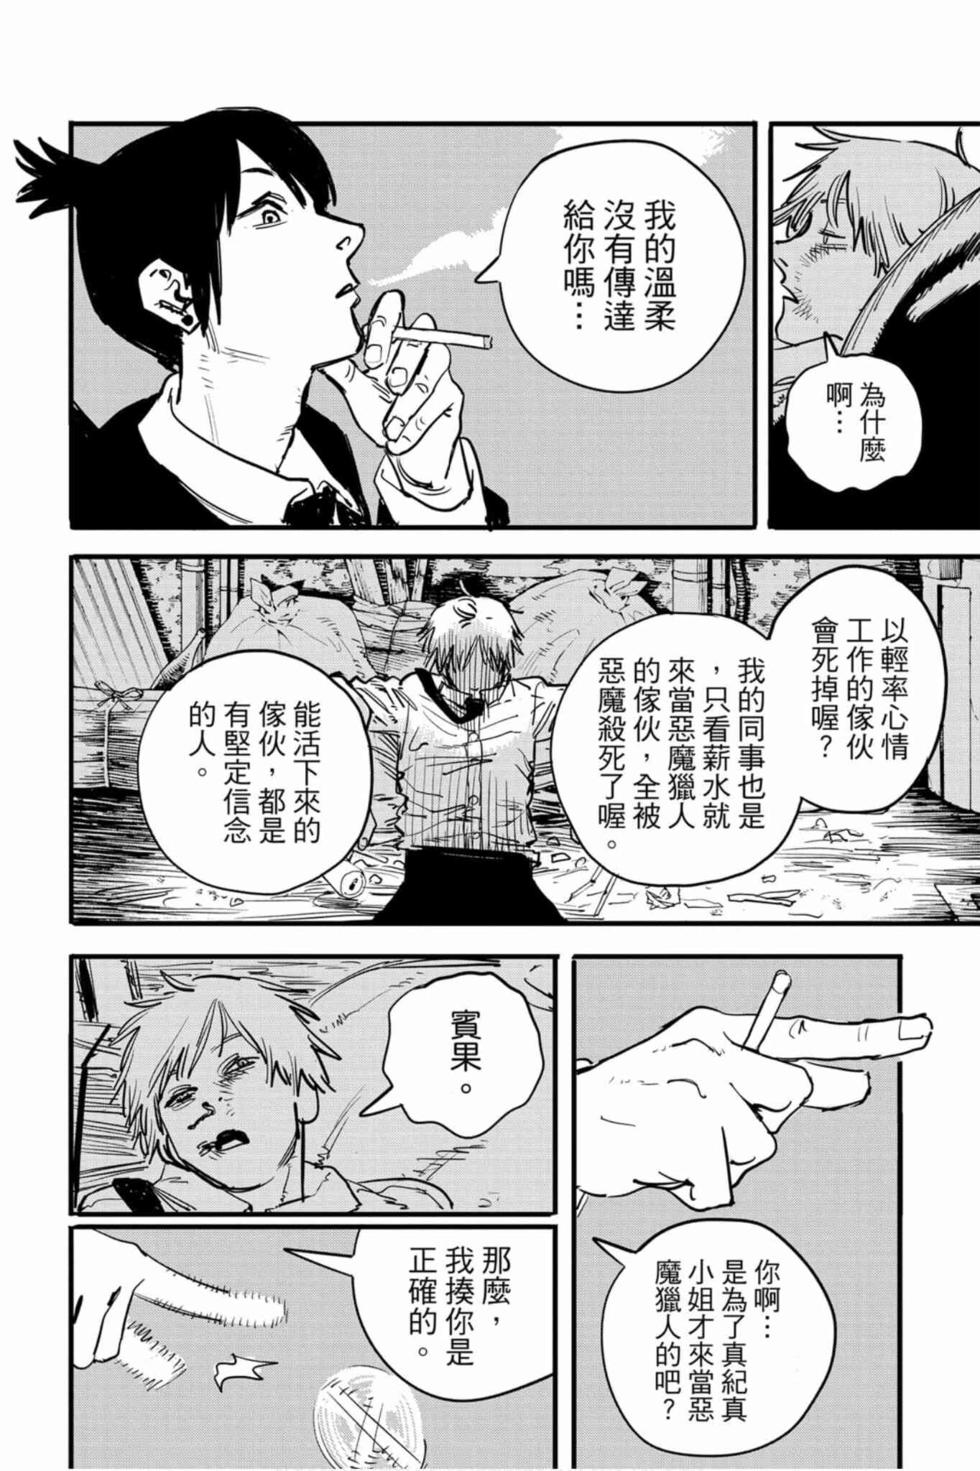 為什麼
啊…
我的溫柔
沒有傳達
給你嗎…
以輕率心情
工作的傢伙
會死掉喔？
我的同事也是
，只看薪水就
來當惡魔獵人
的傢伙，全被
惡魔殺死了喔
。
能活下來的
傢伙，都是
有堅定信念
的人。
你啊…
是為了真紀真
小姐才來當惡
魔獵人的吧？
賓果。
那麼，
我揍你是
正確的。